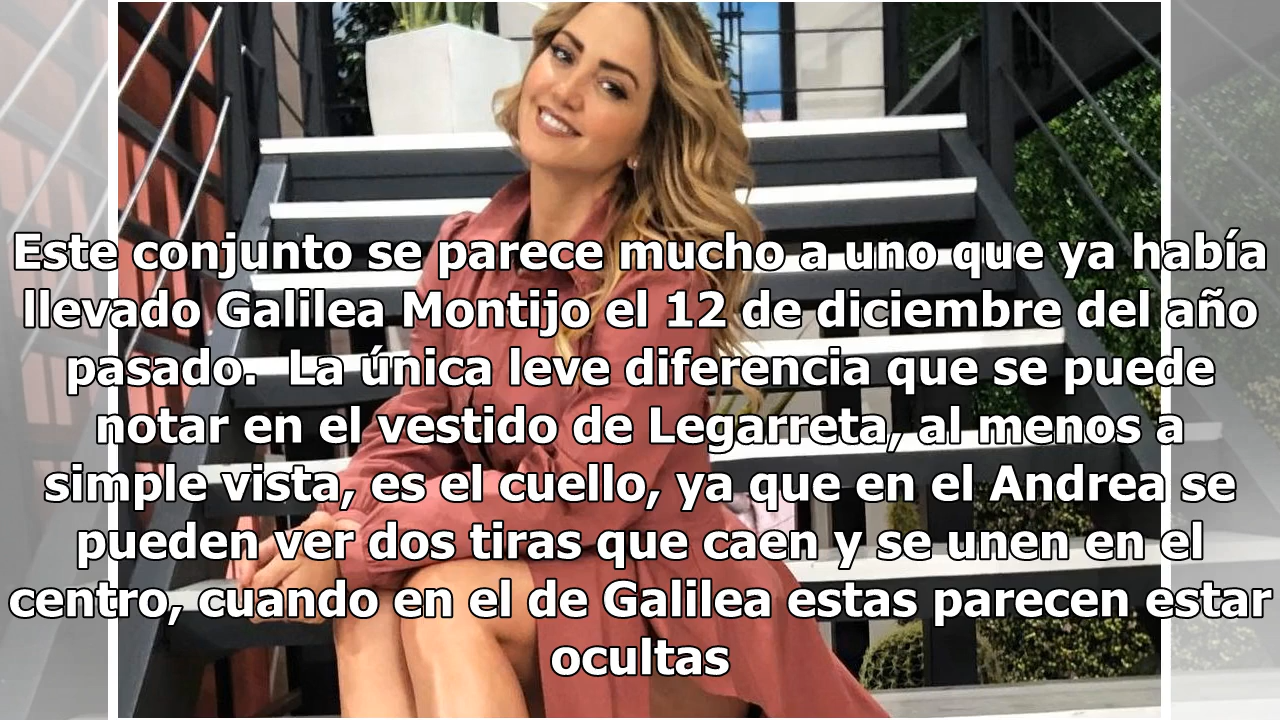 Este conjunto se parece mucho a uno que ya había
llevado Galilea Montijo el 12 de diciembre del año
pasado.  La única leve diferencia que se puede
notar en el vestido de Legarreta, al menos a
simple vista, es el cuello, ya que en el Andrea se
pueden ver dos tiras que caen y se unen en el
centro, cuando en el de Galilea estas parecen estar
ocultas